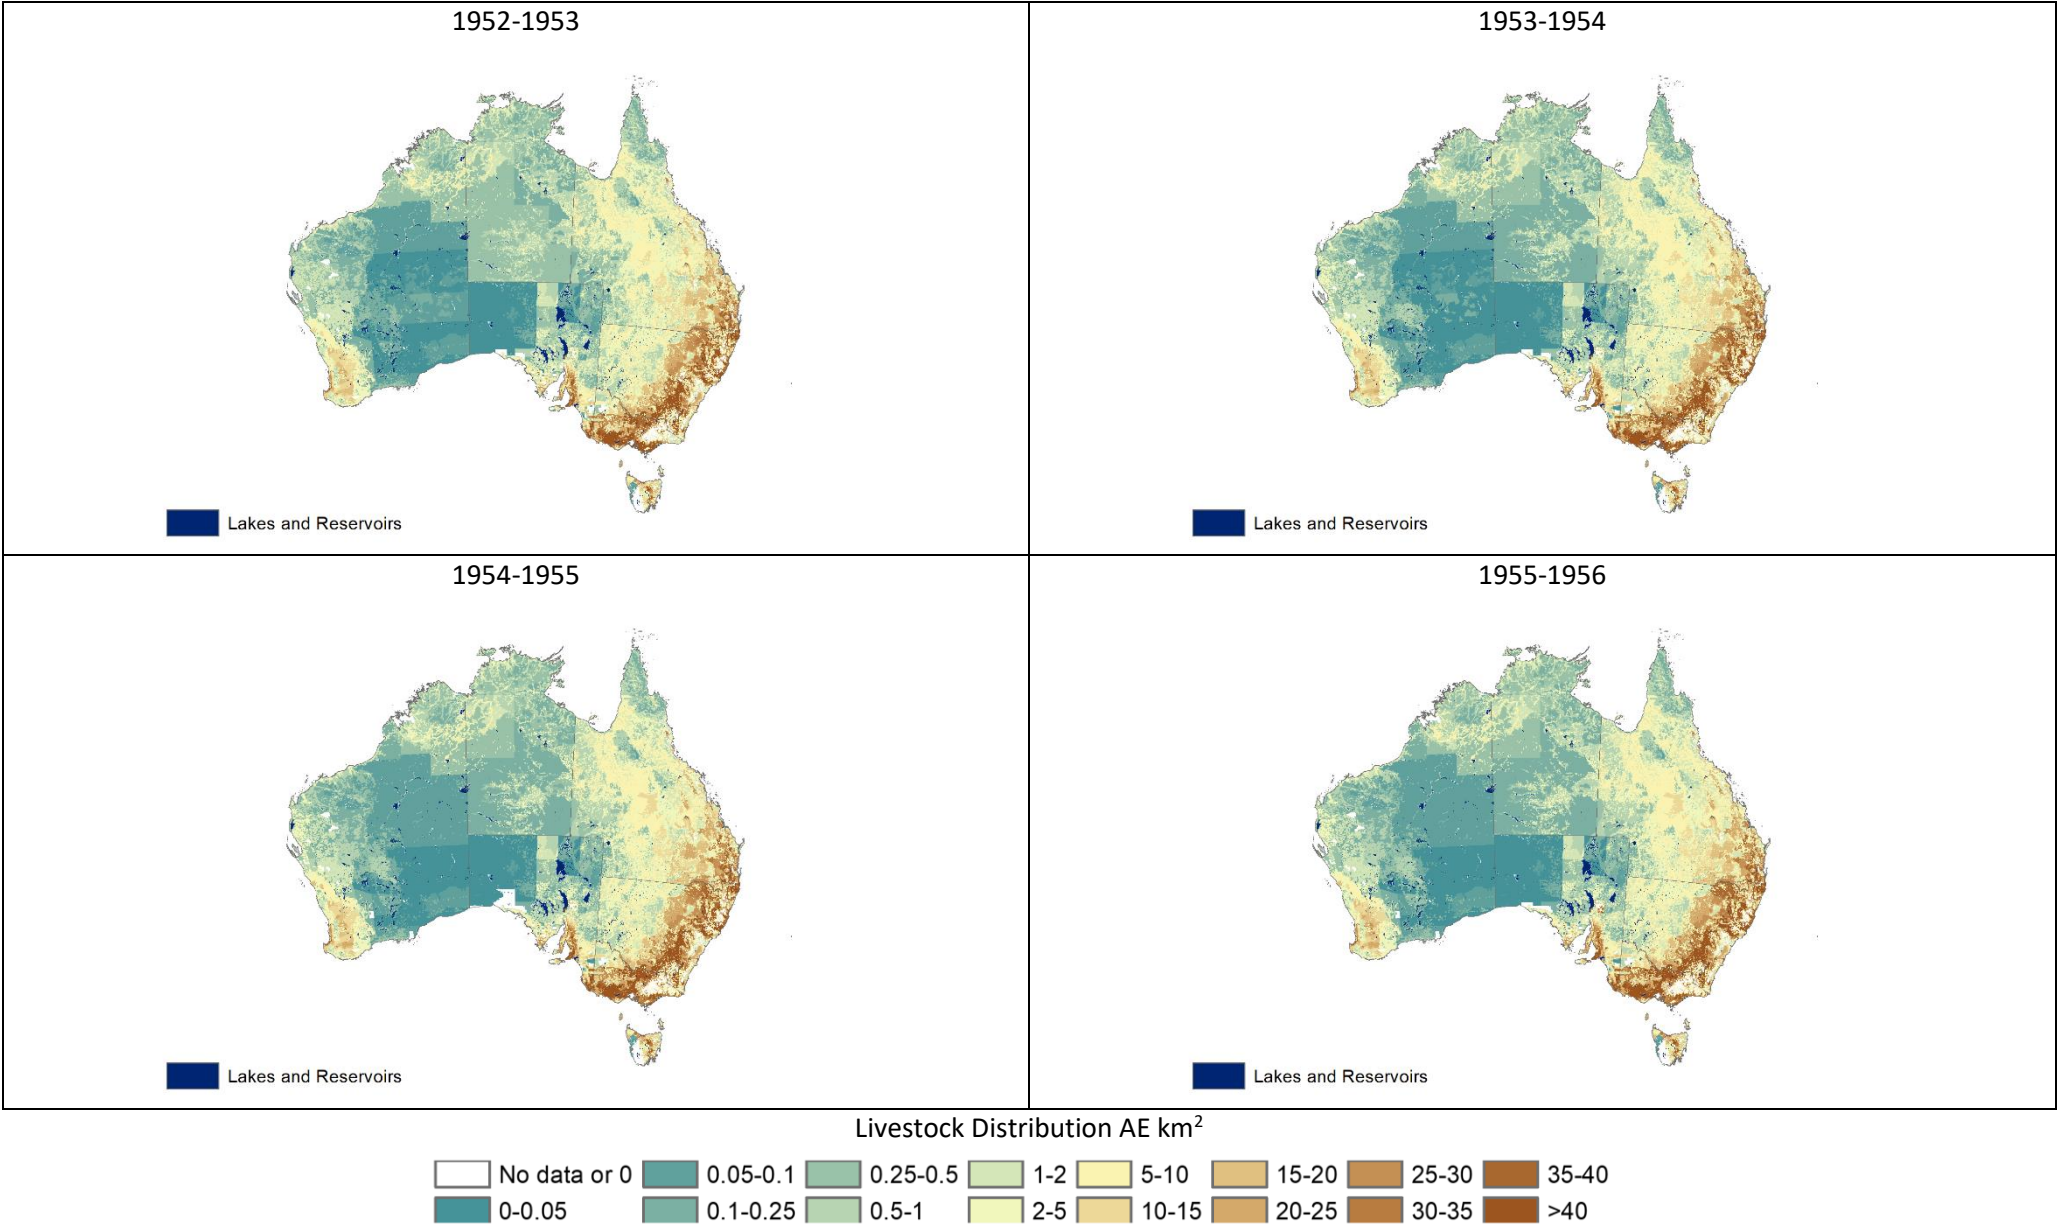 1952-1953
1953-1954
Lakes and Reservoirs
Lakes and Reservoirs
1954-1955
1955-1956
Lakes and Reservoirs
Lakes and Reservoirs
Livestock Distribution AE km²
No data or 0 0.05-0.1 0.25-0.5 1-2 5-10 15-20 25-30 35-40
0-0.05 0.1-0.25 0.5-1 2-5 10-15 20-25 30-35 >40